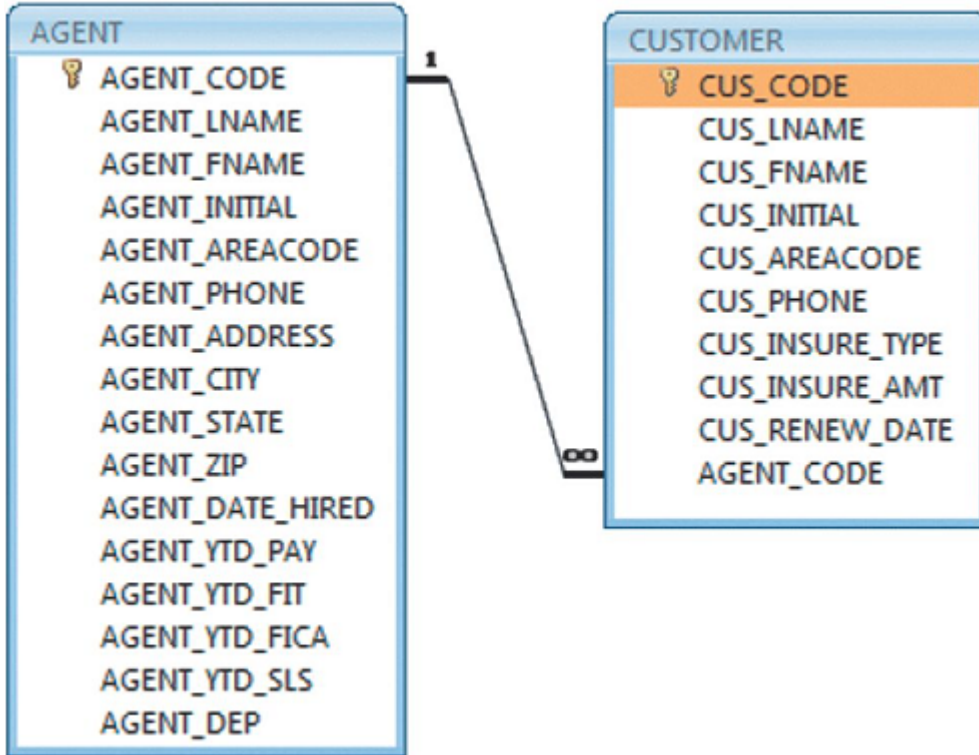 AGENT
AGENT_CODE
AGENT_LNAME
AGENT_FNAME
AGENT_INITIAL
AGENT_AREACODE
AGENT_PHONE
AGENT_ADDRESS
AGENT_CITY
AGENT_STATE
AGENT_ZIP
AGENT_DATE_HIRED
AGENT_YTD_PAY
AGENT_YTD_FIT
AGENT_YTD_FICA
AGENT_YTD_SLS
AGENT_DEP
1
∞
CUSTOMER
CUS_CODE
CUS_LNAME
CUS_FNAME
CUS_INITIAL
CUS_AREACODE
CUS_PHONE
CUS_INSURE_TYPE
CUS_INSURE_AMT
CUS_RENEW_DATE
AGENT_CODE